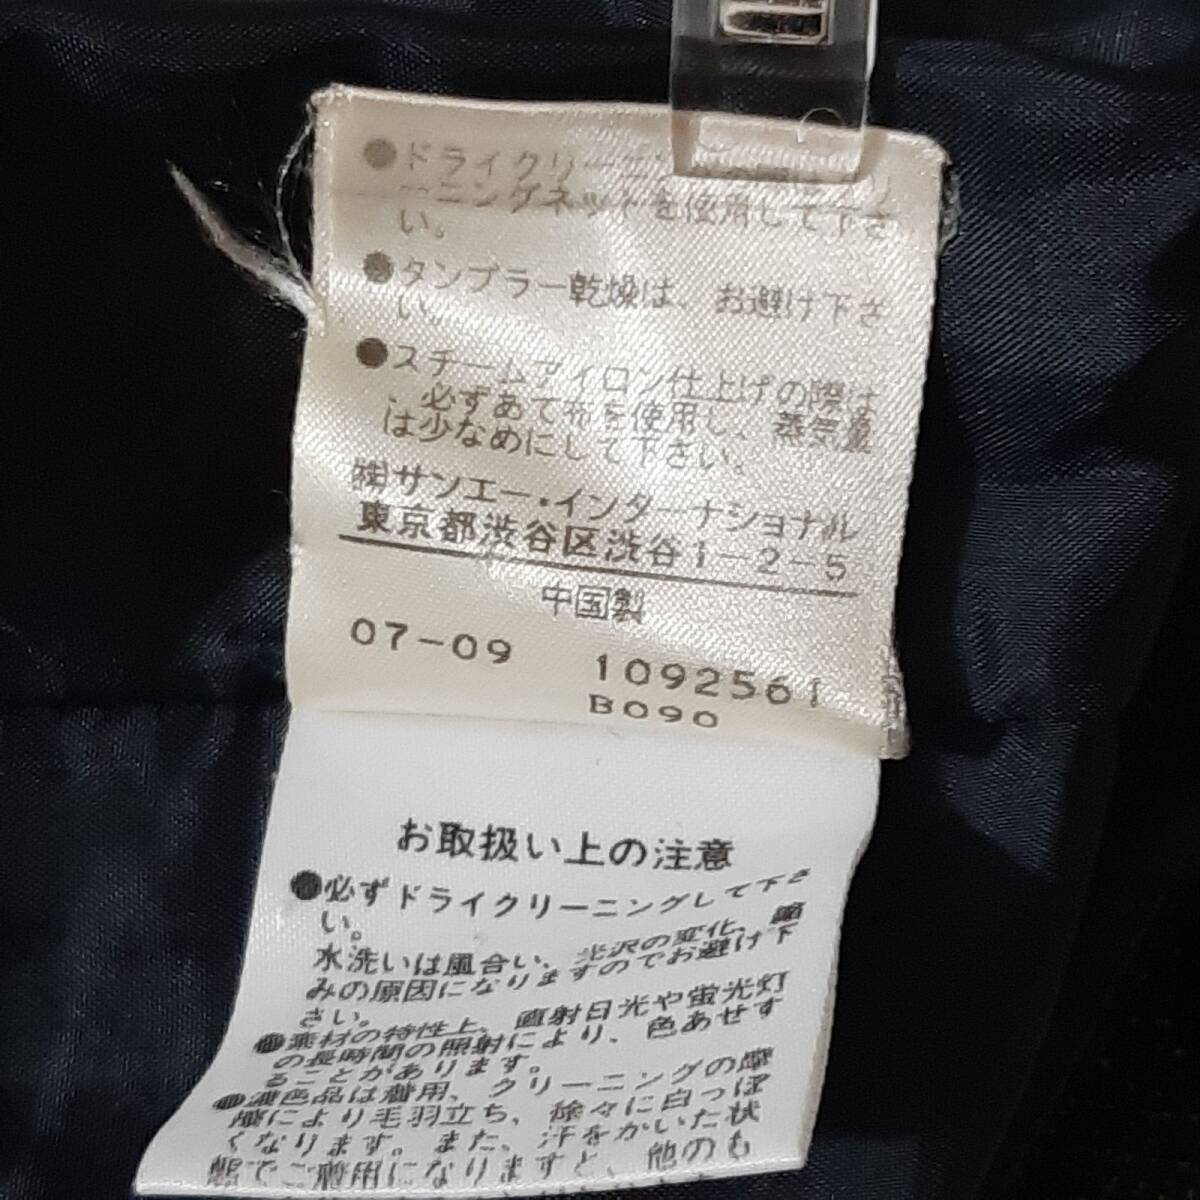 ●ドライクリーニン
ーニングネットを使用して下さ
い。
●タンブラー乾燥は、お避け下さ
い。
●スチームアイロン仕上げの際は
、必ずあて布を使用し、蒸気量
は少なめにして下さい。
㈱サンエー・インターナショナル
東京都渋谷区渋谷1-2-5
中国製
07-09 1092561
B090
お取扱い上の注意
●必ずドライクリーニングして下さ
い。
水洗いは風合い、光沢の変化、縮
みの原因になりますのでお避け下
さい。
●素材の特性上、直射日光や蛍光灯
の長時間の照射により、色あせす
ることがあります。
●濃色品は着用、クリーニングの摩
擦により毛羽立ち、徐々に白っぽ
くなります。また、汗をかいた状
態でご着用になりますと、他のも